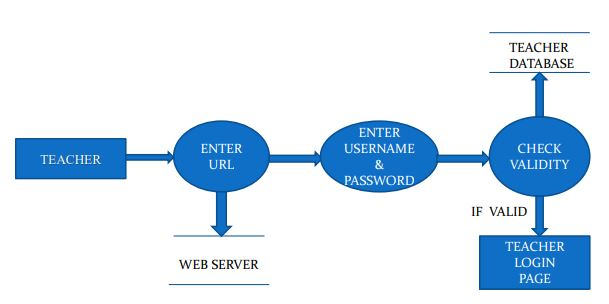 TEACHER
DATABASE
TEACHER
ENTER
URL
ENTER
USERNAME
&
PASSWORD
CHECK
VALIDITY
IF VALID
WEB SERVER
TEACHER
LOGIN
PAGE